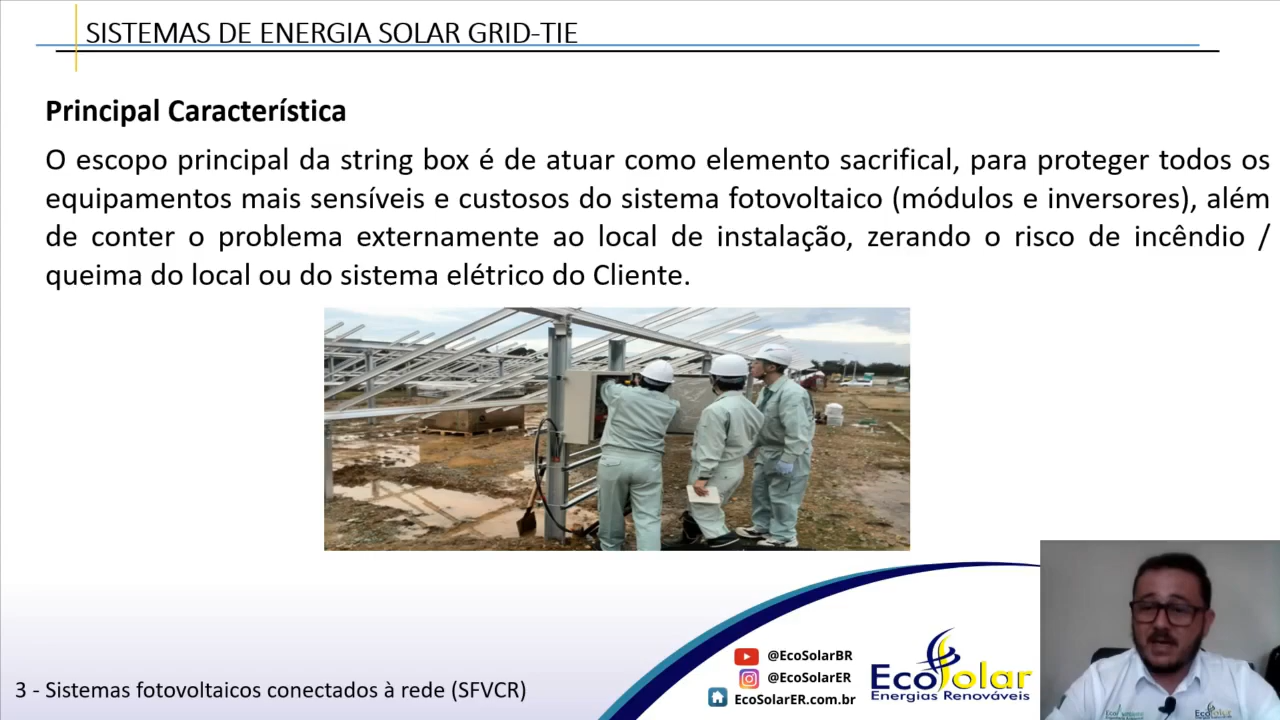 SISTEMAS DE ENERGIA SOLAR GRID-TIE
Principal Característica
O escopo principal da string box é de atuar como elemento sacrifical, para proteger todos os
equipamentos mais sensíveis e custosos do sistema fotovoltaico (módulos e inversores), além
de conter o problema externamente ao local de instalação, zerando o risco de incêndio /
queima do local ou do sistema elétrico do Cliente.
@EcoSolarBR
@EcoSolarER
EcoSolarER.com.br
EcoSolar
Energias Renováveis
3 - Sistemas fotovoltaicos conectados à rede (SFVCR)